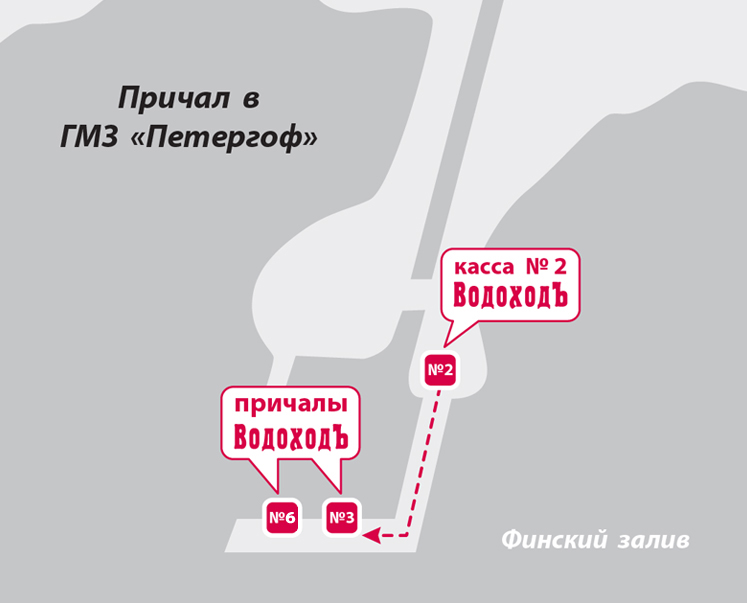 Причал в
ГМЗ «Петергоф»
касса № 2
ВодоходЪ
№2
причалы
ВодоходЪ
№6
№3
Финский залив